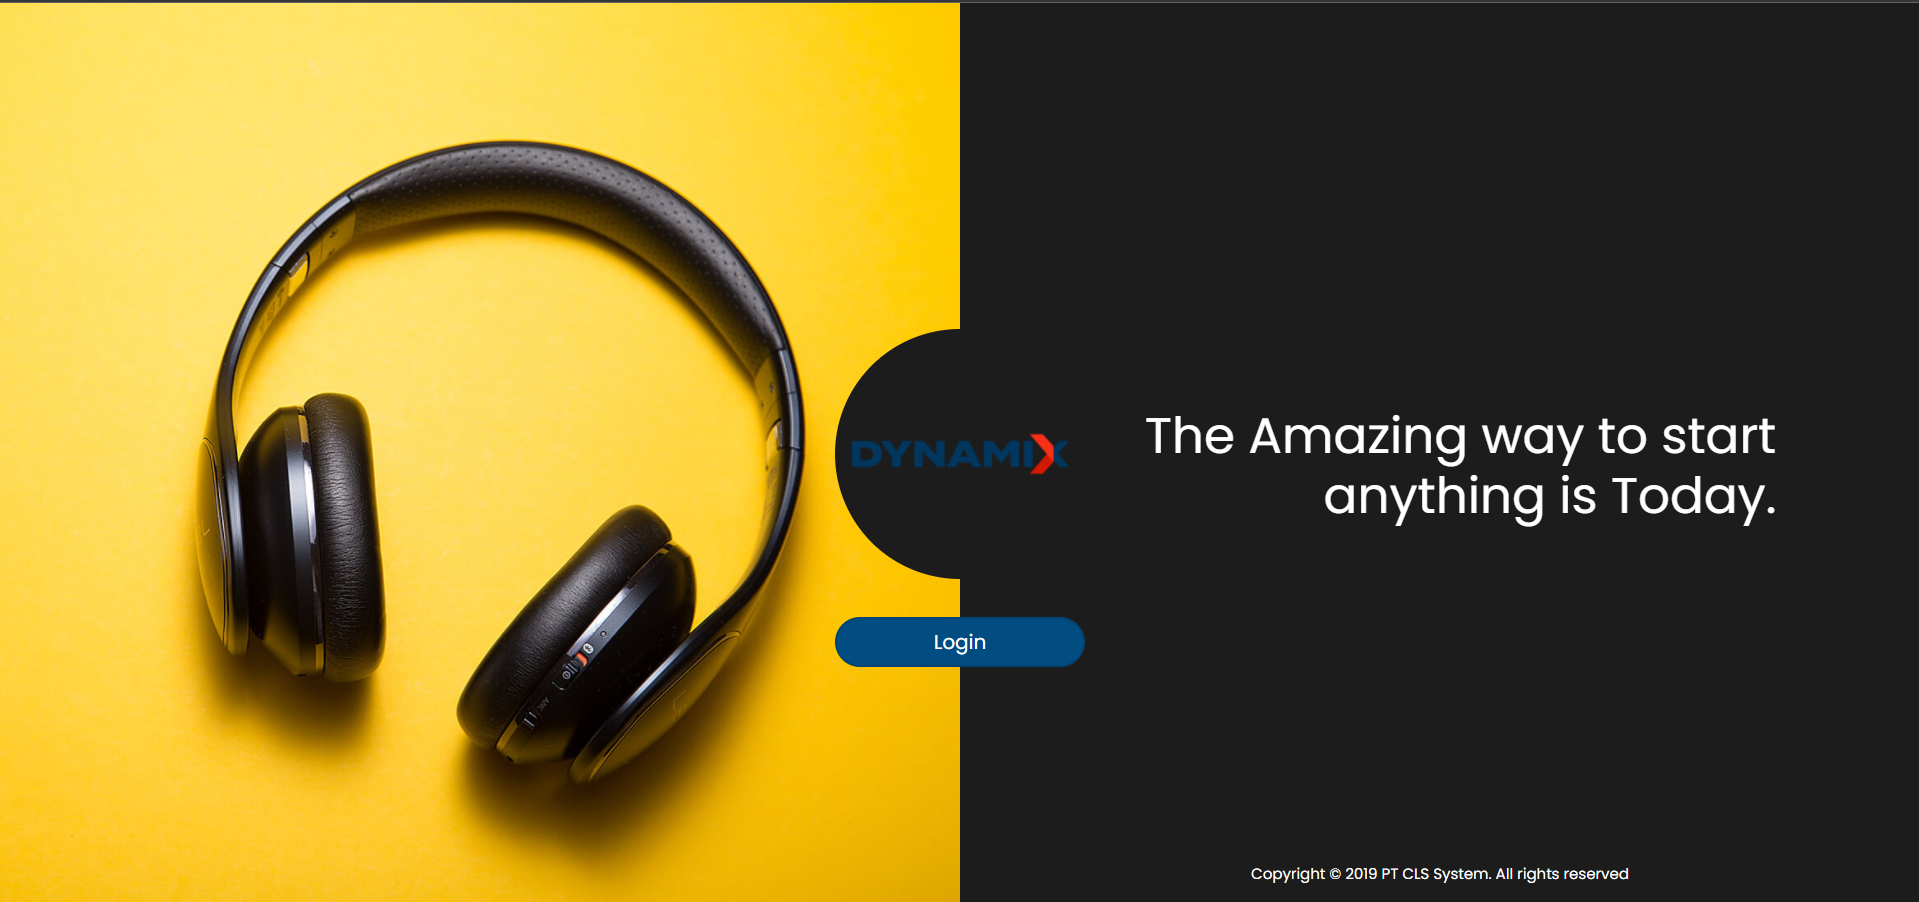 DYNAMIX
The Amazing way to start
anything is Today.
Login
Copyright © 2019 PT CLS System. All rights reserved